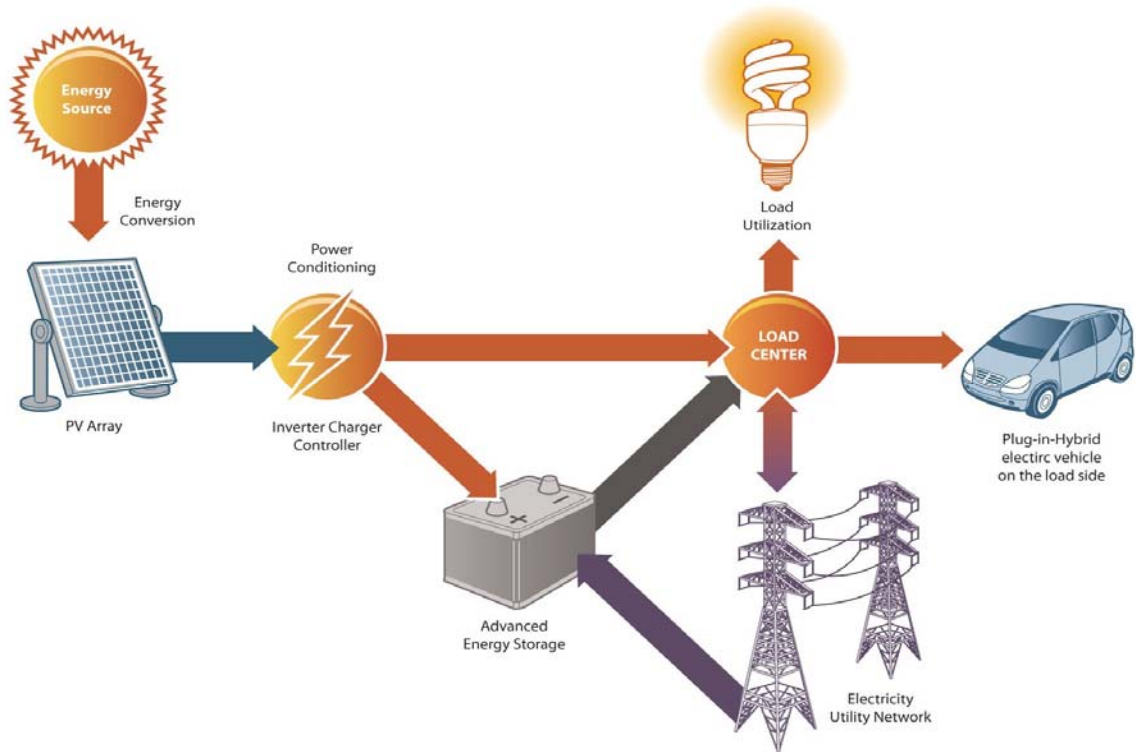 Energy
Source
Energy
Conversion
Load
Utilization
Power
Conditioning
LOAD
CENTER
PV Array
Inverter Charger
Controller
Plug-in-Hybrid
electirc vehicle
on the load side
+
−
Advanced
Energy Storage
Electricity
Utility Network